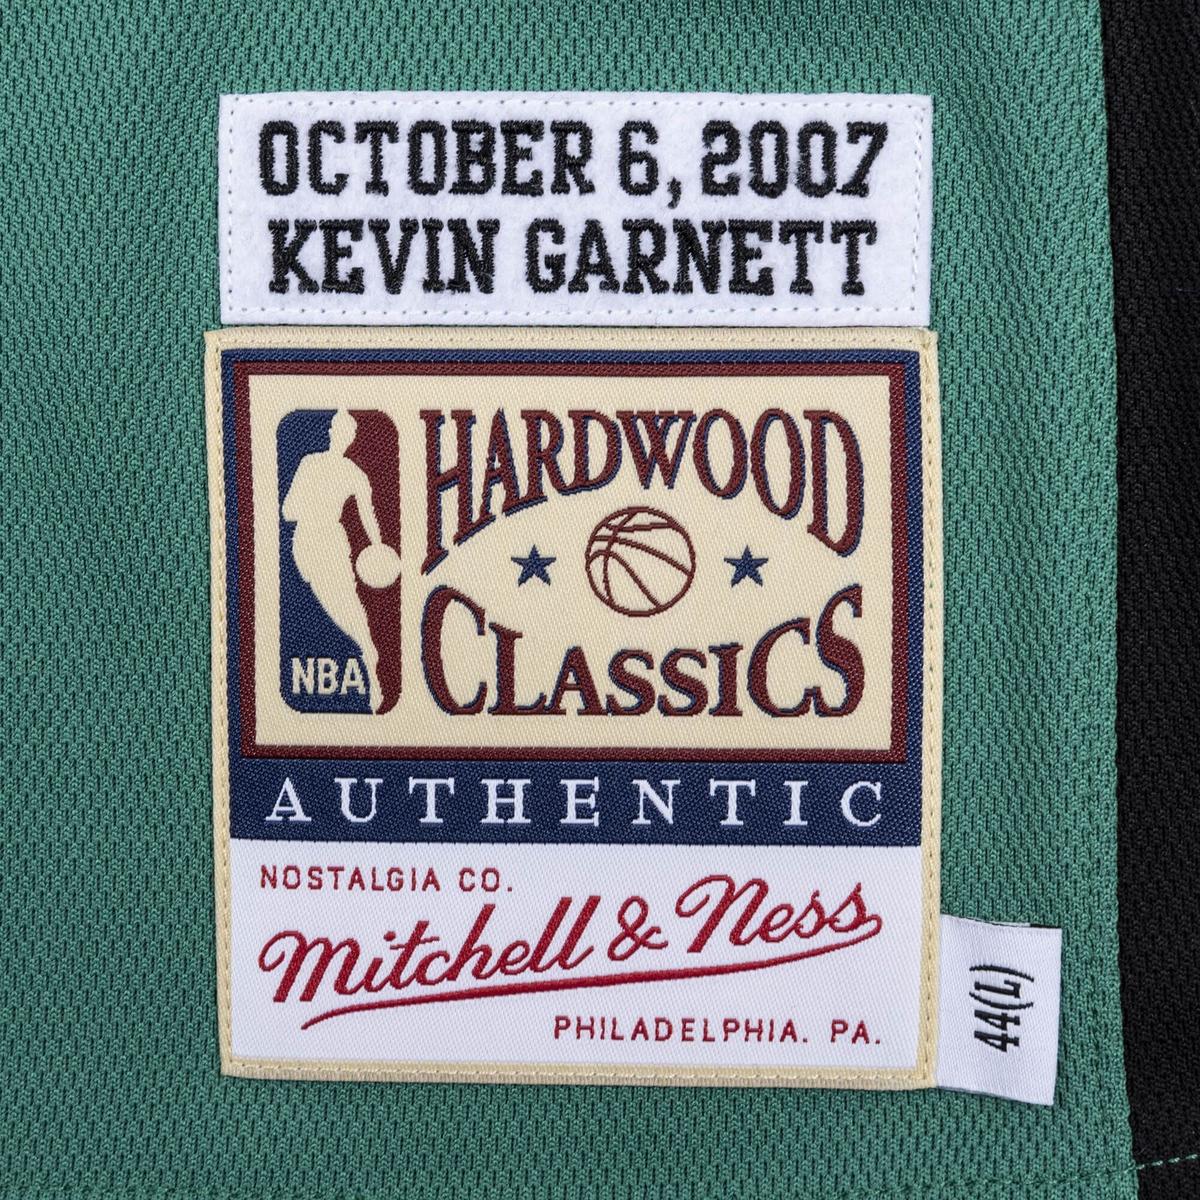 OCTOBER 6, 2007
KEVIN GARNETT
HARDWOOD
CLASSICS
NBA
AUTHENTIC
NOSTALGIA CO.
Mitchell & Ness
PHILADELPHIA. PA.
44(L)